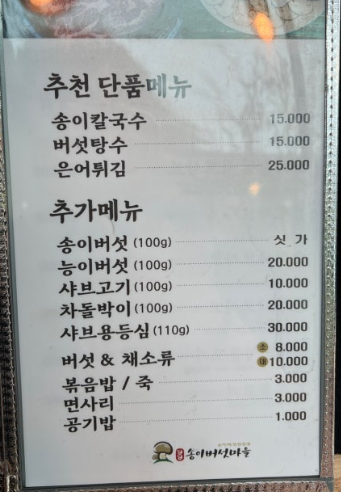 추천 단품메뉴
송이칼국수 15.000
버섯탕수 15.000
은어튀김 25.000
추가메뉴
송이버섯 (100g) 싯 가
능이버섯 (100g) 20.000
샤브고기 (100g) 10.000
차돌박이 (100g) 20.000
샤브용등심 (110g) 30.000
버섯 & 채소류 소 8.000
대 10.000
볶음밥 / 죽 3.000
면사리 3.000
공기밥 1.000
송이버섯마을